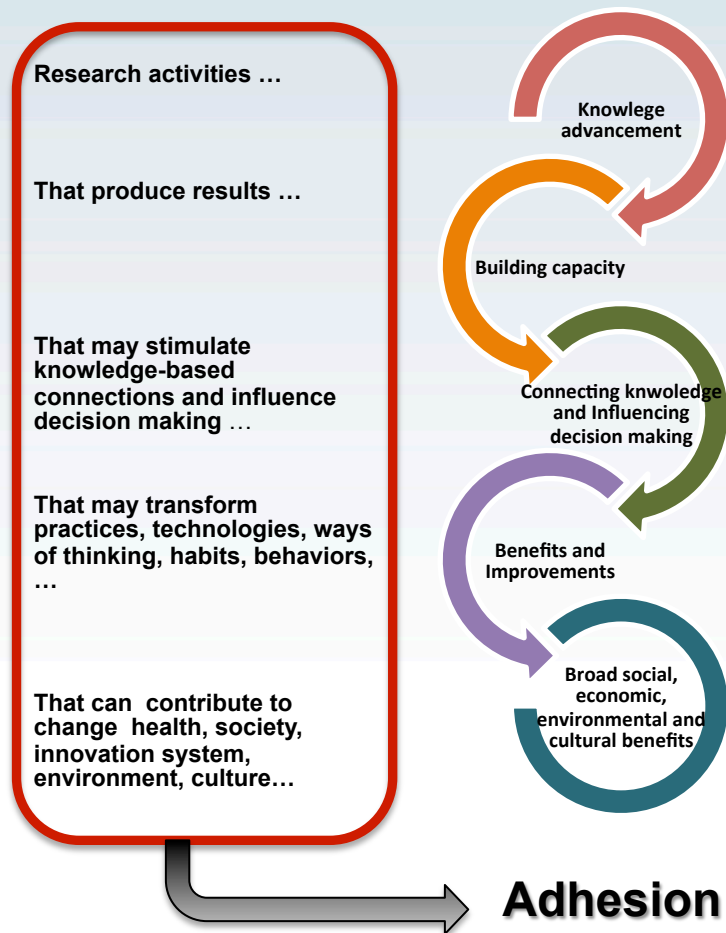 Research activities …
That produce results …
That may stimulate
knowledge-based
connections and influence
decision making …
That may transform
practices, technologies, ways
of thinking, habits, behaviors,
…
That can  contribute to
change  health, society,
innovation system,
environment, culture…
Knowlege
advancement
Building capacity
Connecting knwoledge
and Influencing
decision making
Benefits and
Improvements
Broad social,
economic,
environmental and
cultural benefits
Adhesion